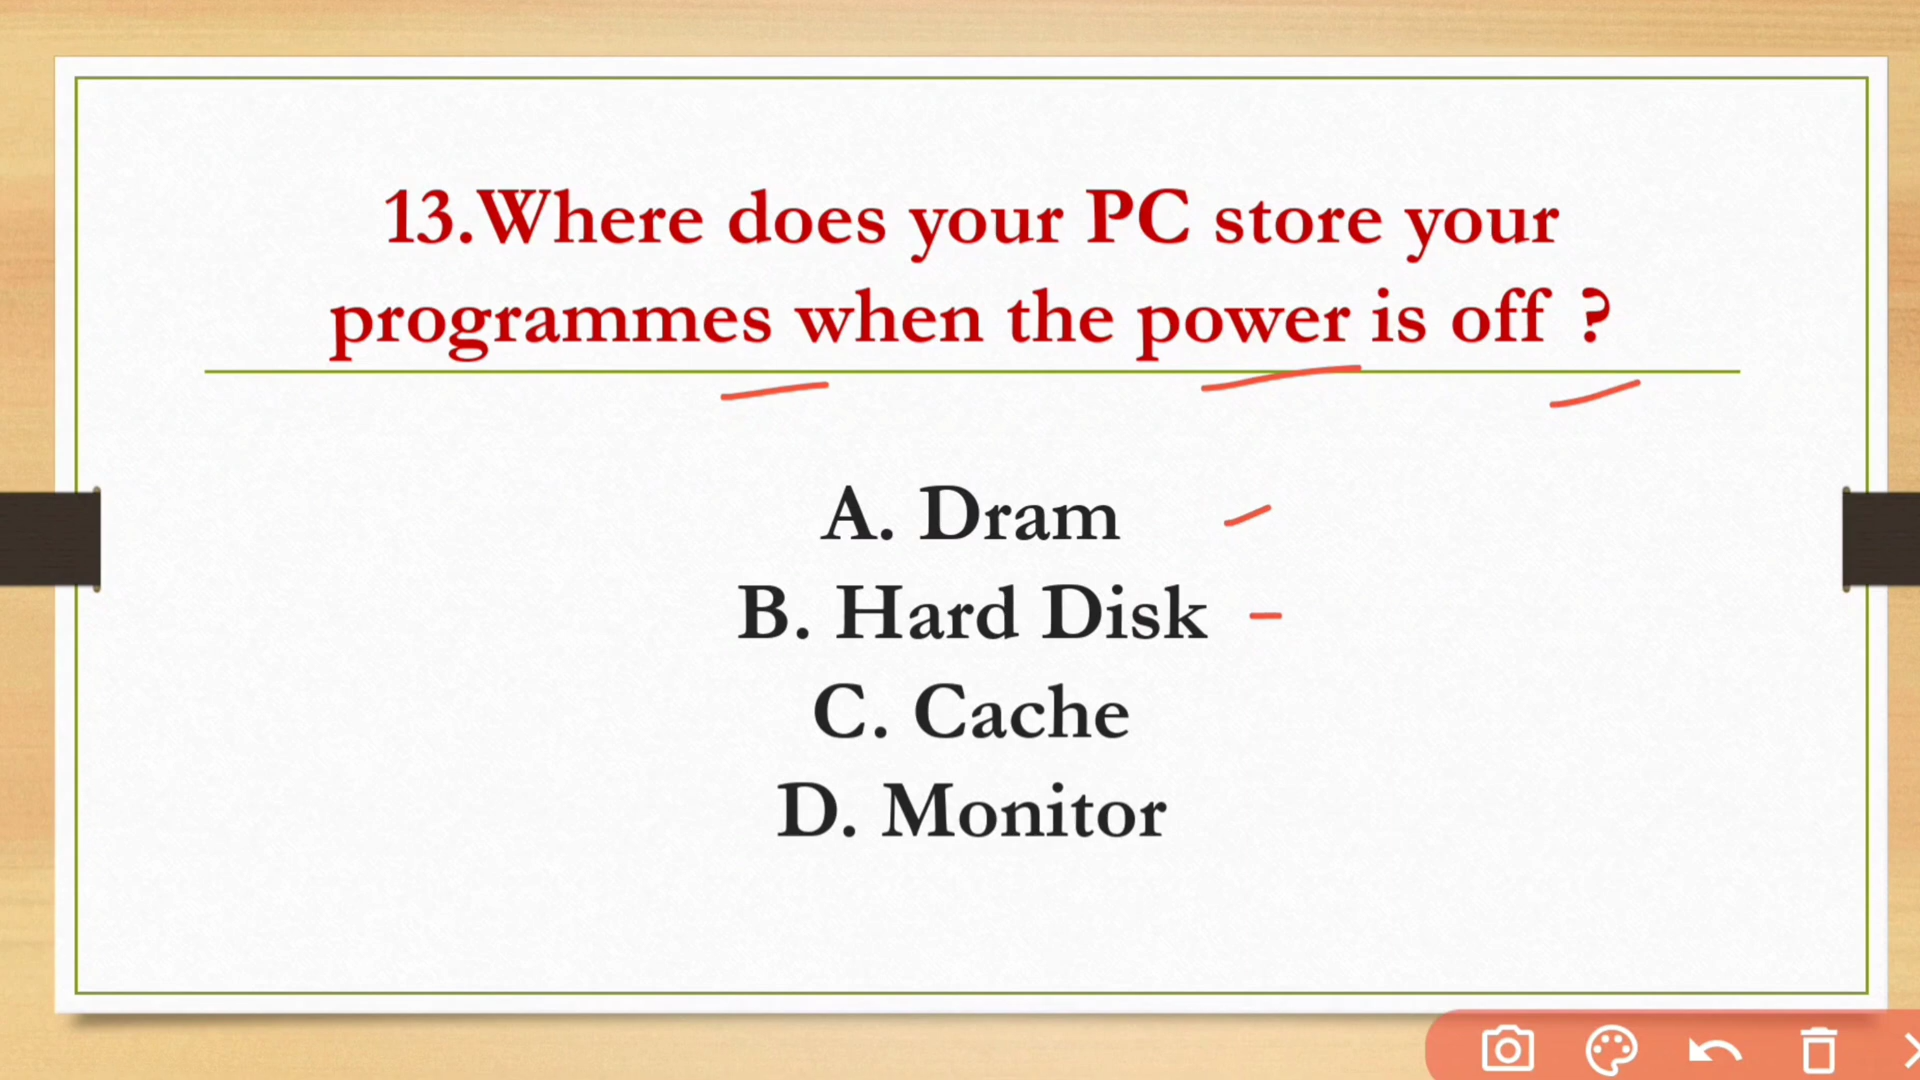 13.Where does your PC store your
programmes when the power is off ?
A. Dram
B. Hard Disk
C. Cache
D. Monitor